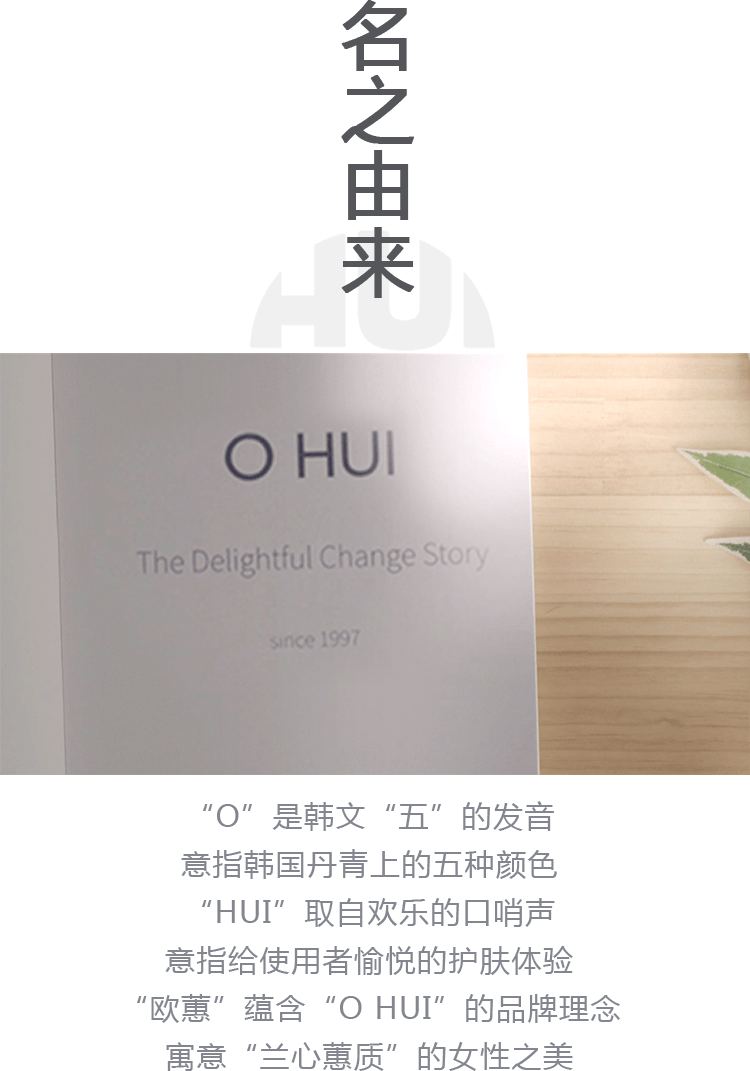 名之由来
HUI
O HUI
The Delightful Change Story
since 1997
“O”是韩文“五”的发音
意指韩国丹青上的五种颜色
“HUI”取自欢乐的口哨声
意指给使用者愉悦的护肤体验
“欧蕙”蕴含“O HUI”的品牌理念
寓意“兰心蕙质”的女性之美